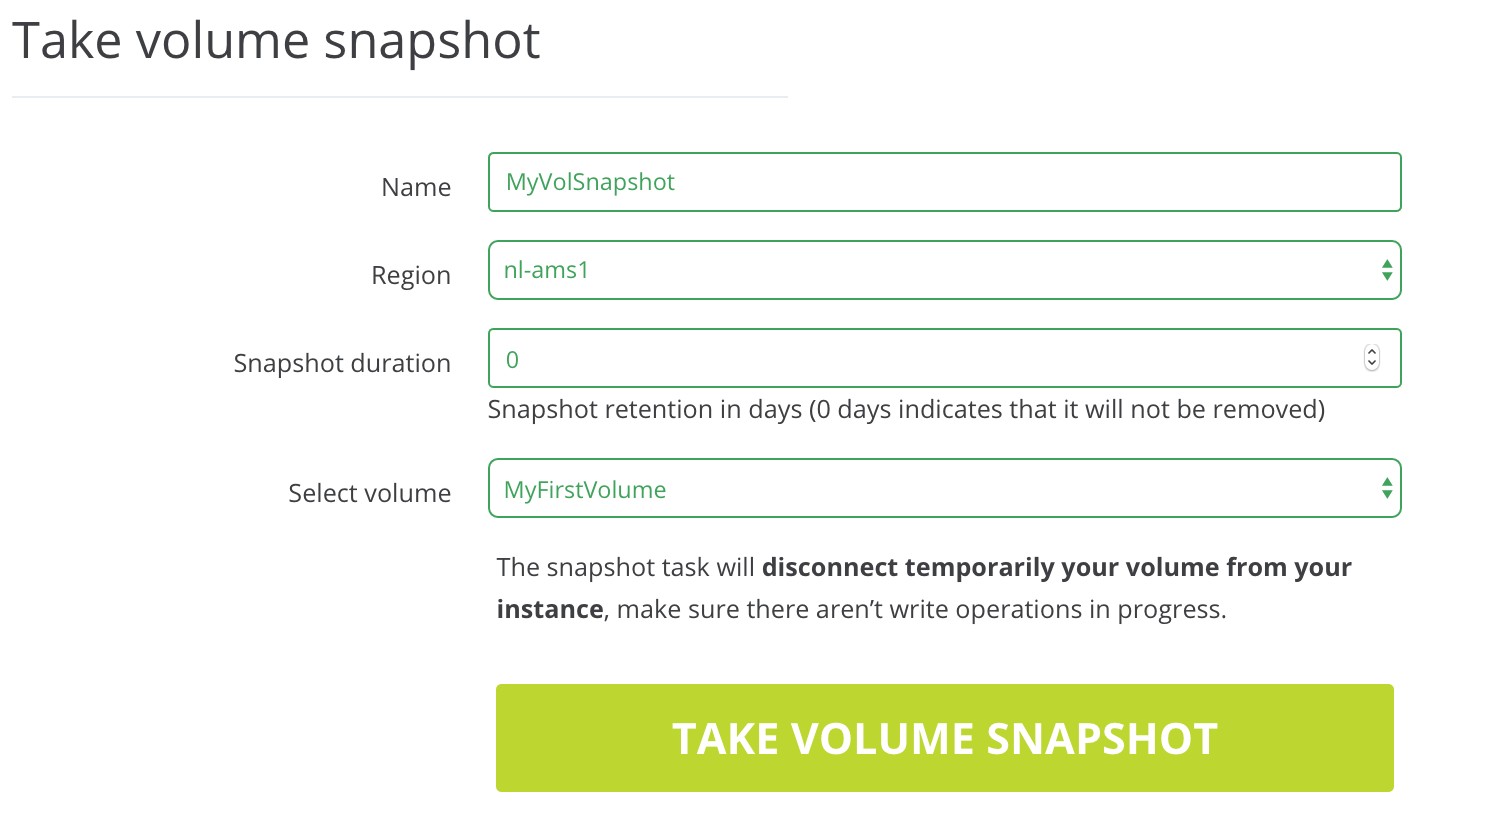 Take volume snapshot
Name
MyVolSnapshot
Region
nl-ams1
Snapshot duration
0
Snapshot retention in days (0 days indicates that it will not be removed)
Select volume
MyFirstVolume
The snapshot task will disconnect temporarily your volume from your
instance, make sure there aren’t write operations in progress.
TAKE VOLUME SNAPSHOT